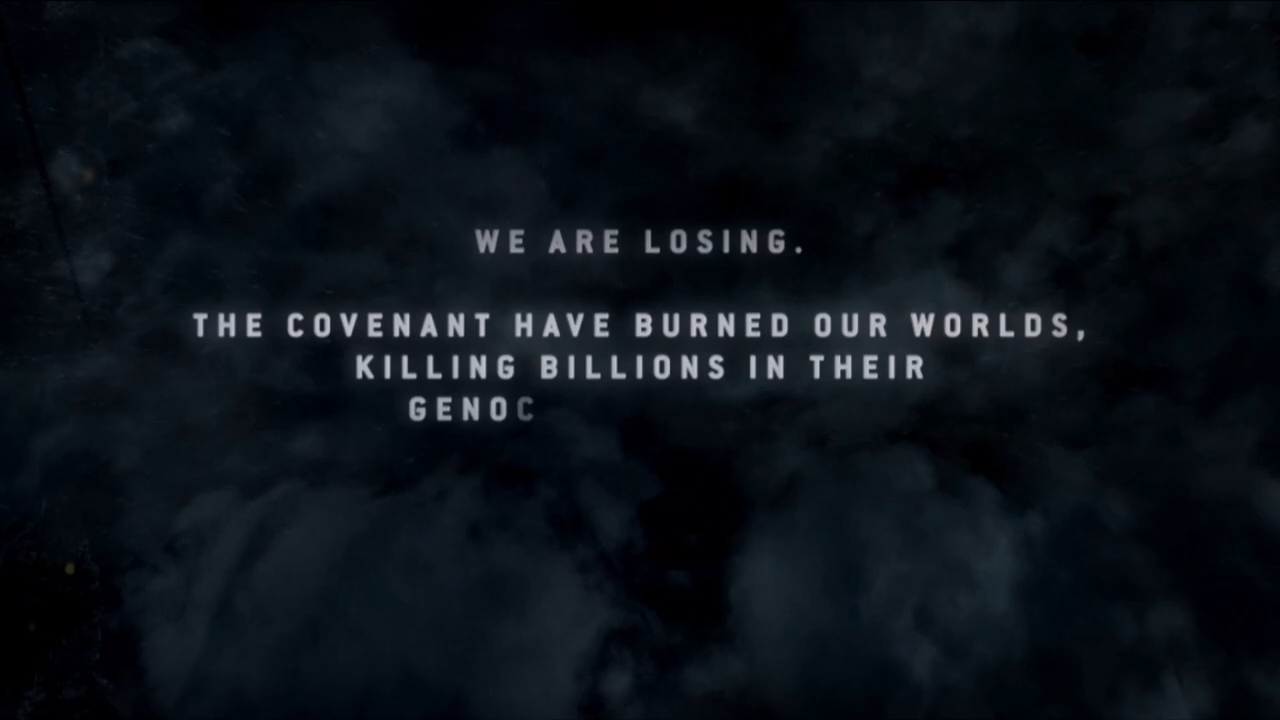 WE ARE LOSING.
THE COVENANT HAVE BURNED OUR WORLDS,
KILLING BILLIONS IN THEIR
GENOC